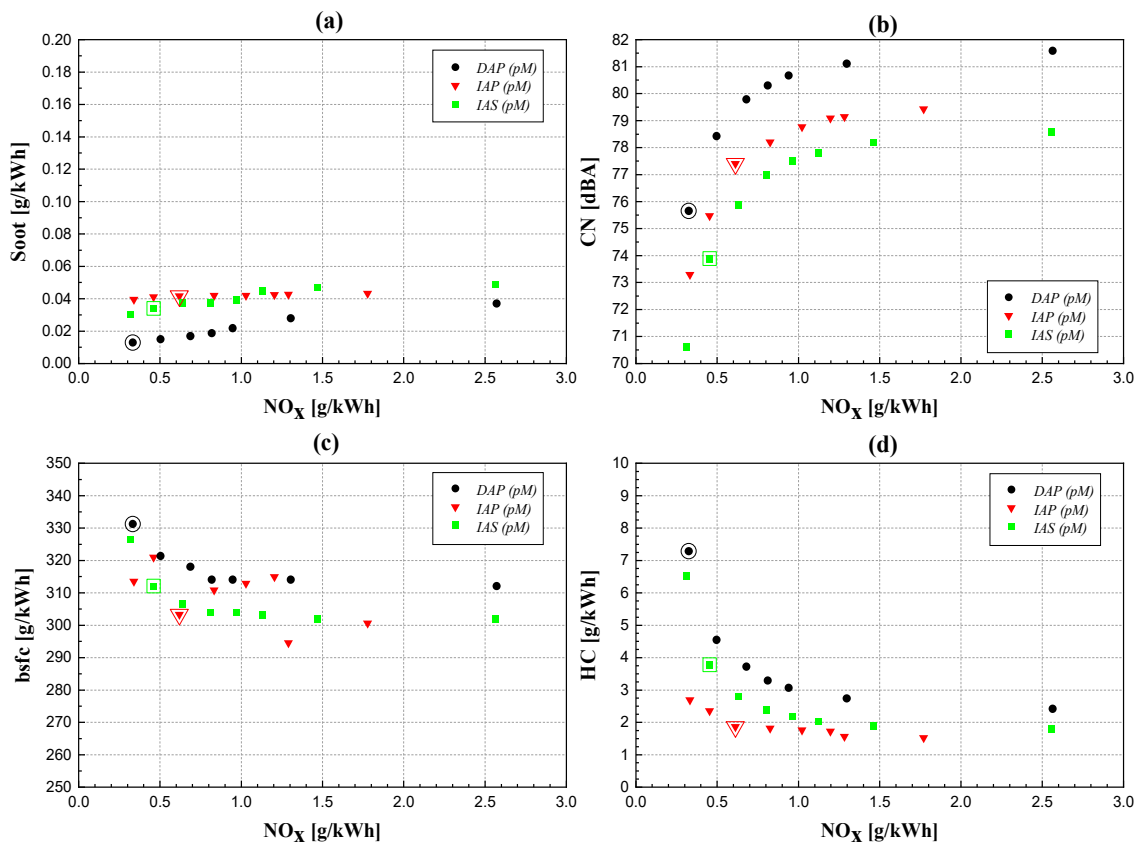 (a)
0.20
0.18
0.16
0.14
0.12
0.10
0.08
0.06
0.04
0.02
0.00
Soot [g/kWh]
DAP (pM)
IAP (pM)
IAS (pM)
0.0 0.5 1.0 1.5 2.0 2.5 3.0
NOX [g/kWh]
(b)
82
81
80
79
78
77
76
75
74
73
72
71
70
CN [dBA]
DAP (pM)
IAP (pM)
IAS (pM)
0.0 0.5 1.0 1.5 2.0 2.5 3.0
NOX [g/kWh]
(c)
350
340
330
320
310
300
290
280
270
260
250
bsfc [g/kWh]
DAP (pM)
IAP (pM)
IAS (pM)
0.0 0.5 1.0 1.5 2.0 2.5 3.0
NOX [g/kWh]
(d)
10
9
8
7
6
5
4
3
2
1
0
HC [g/kWh]
DAP (pM)
IAP (pM)
IAS (pM)
0.0 0.5 1.0 1.5 2.0 2.5 3.0
NOX [g/kWh]